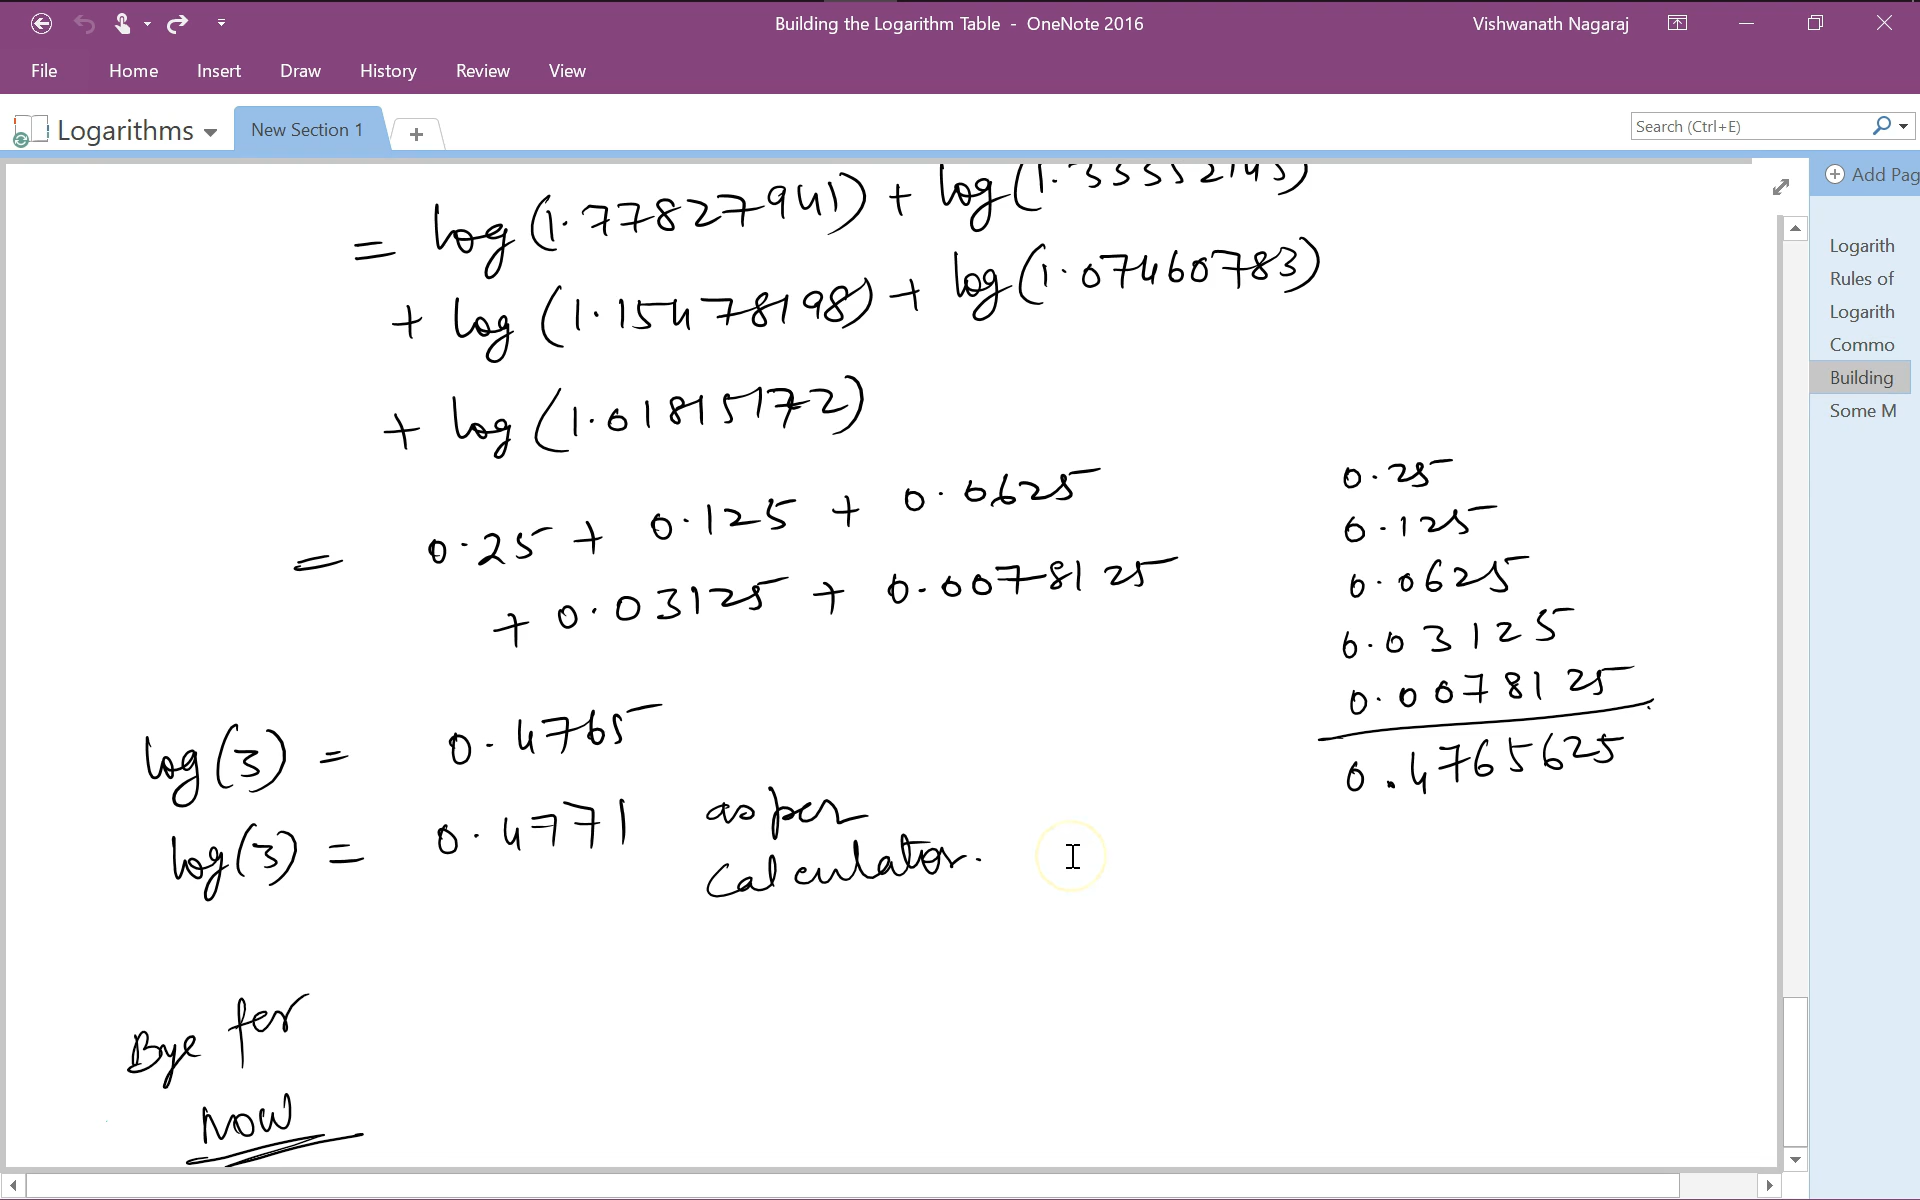 Building the Logarithm Table - OneNote 2016
Vishwanath Nagaraj
File Home Insert Draw History Review View
Logarithms
New Section 1
+
Search (Ctrl+E)
Add Pag
Logarith
Rules of
Logarith
Commo
Building
Some M
= log(1.77827941) + log(1.33352143)
+ log(1.15478198) + log(1.07460783)
+ log(1.01815172)
= 0.25 + 0.125 + 0.0625
+ 0.03125 + 0.0078125
0.25
0.125
0.0625
0.03125
0.0078125
0.4765625
log(3) = 0.4765
log(3) = 0.4771 as per
calculator.
Bye for
Now